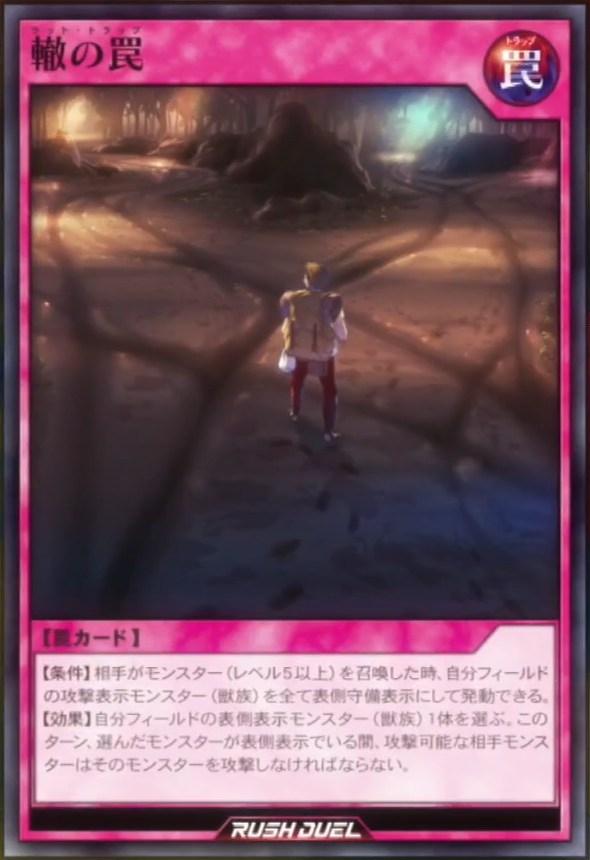 ラット・トラップ
轍の罠
トラップ
罠
【罠カード】
【条件】相手がモンスター（レベル５以上）を召喚した時、自分フィールド
の攻撃表示モンスター（獣族）を全て表側守備表示にして発動できる。
【効果】自分フィールドの表側表示モンスター（獣族）１体を選ぶ。この
ターン、選んだモンスターが表側表示でいる間、攻撃可能な相手モンス
ターはそのモンスターを攻撃しなければならない。
RUSH DUEL